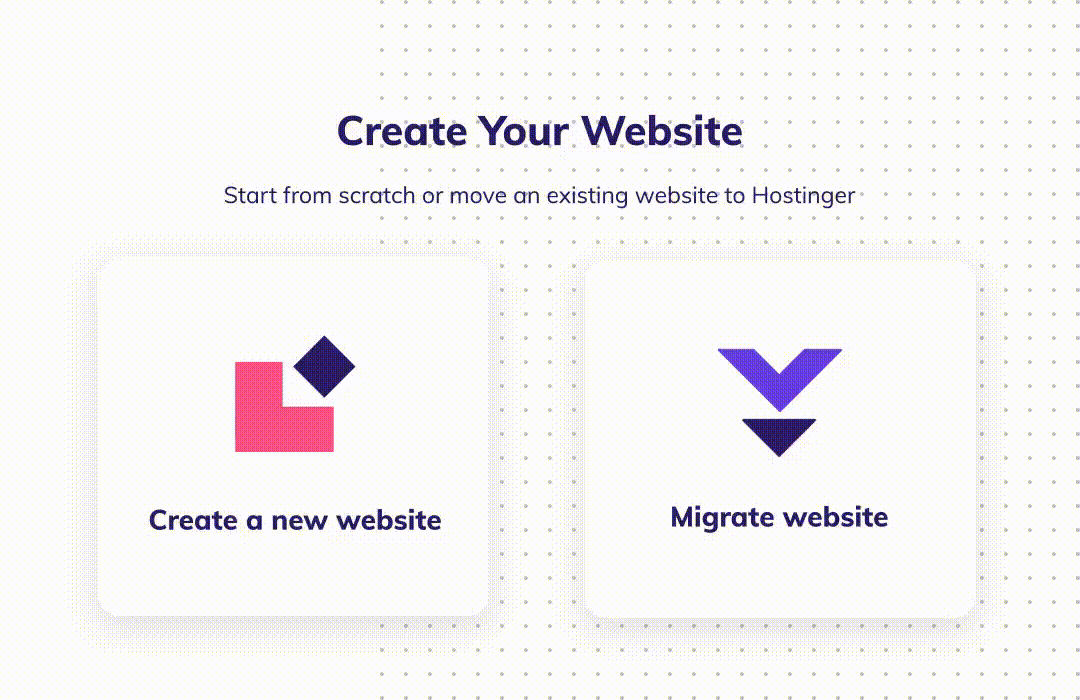 Create Your Website
Start from scratch or move an existing website to Hostinger
Create a new website
Migrate website